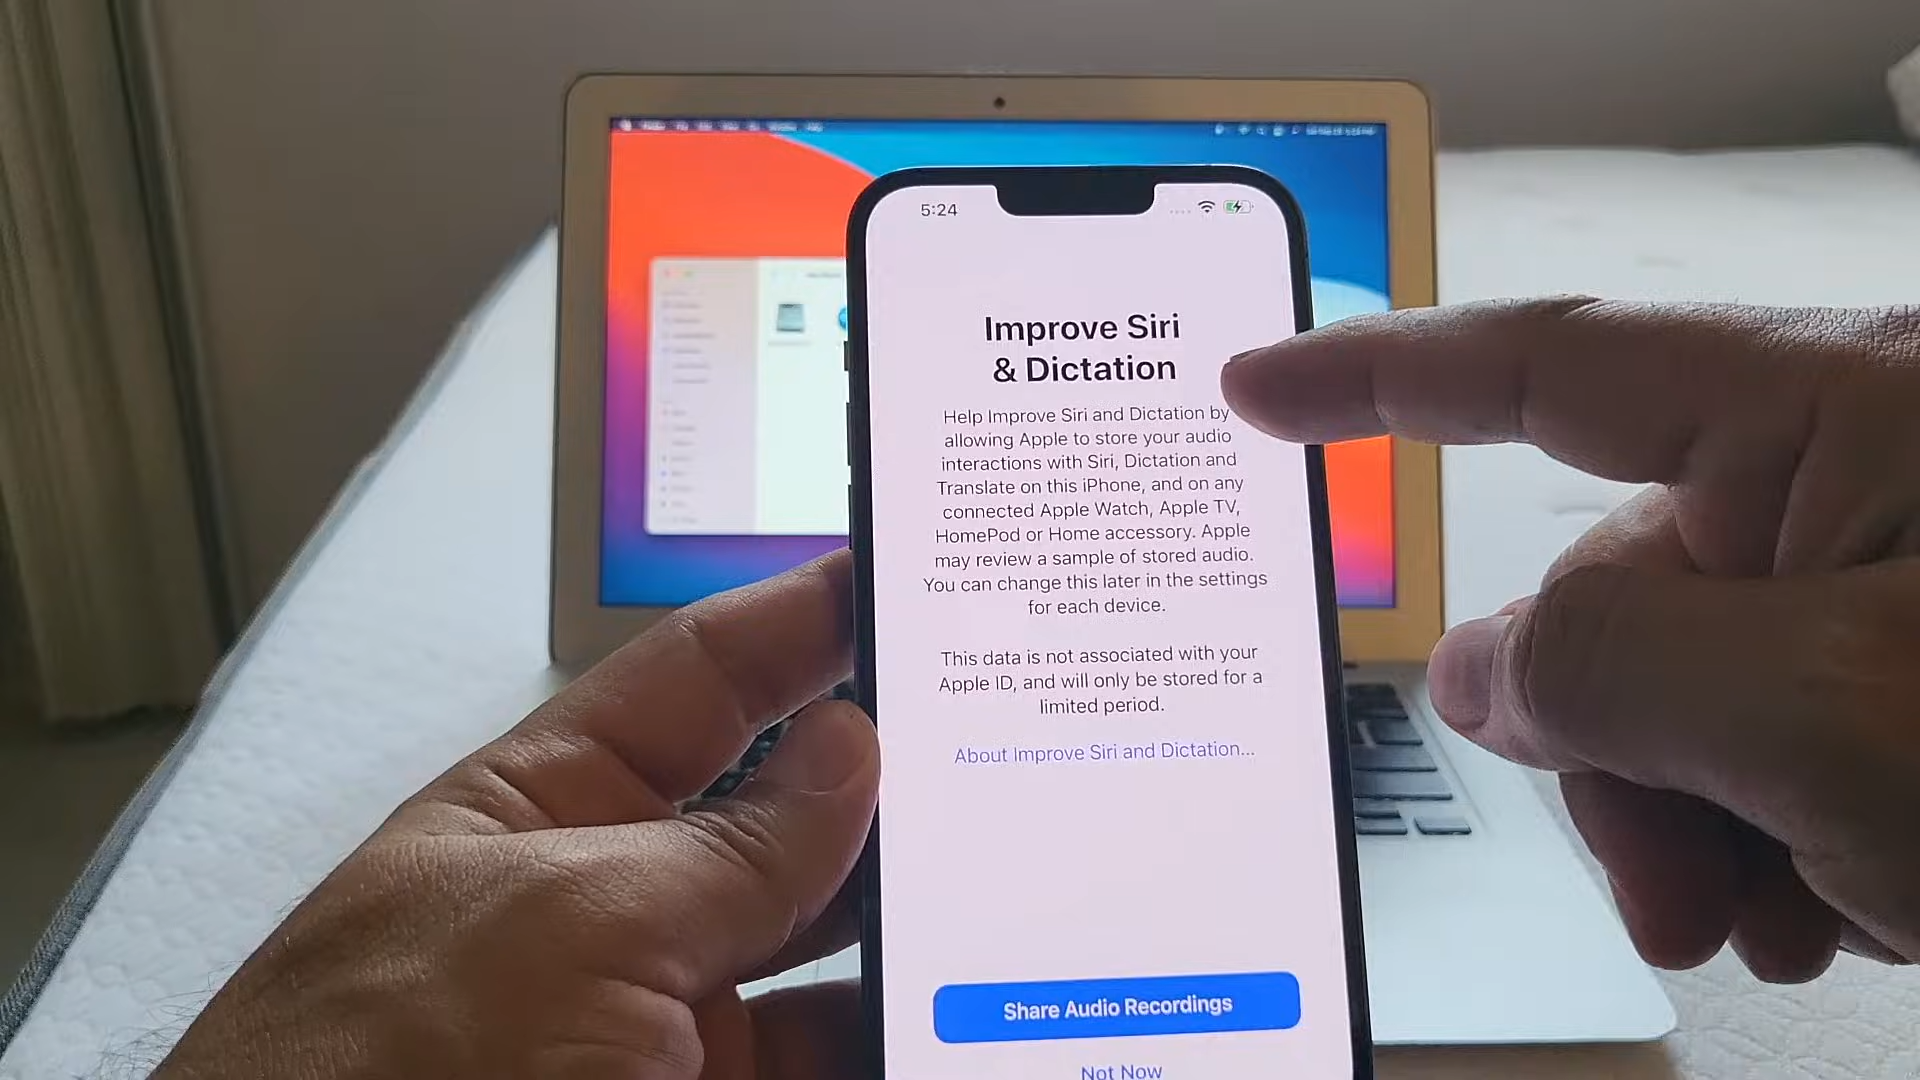 5:24
Improve Siri
& Dictation
Help Improve Siri and Dictation by
allowing Apple to store your audio
interactions with Siri, Dictation and
Translate on this iPhone, and on any
connected Apple Watch, Apple TV,
HomePod or Home accessory. Apple
may review a sample of stored audio.
You can change this later in the settings
for each device.
This data is not associated with your
Apple ID, and will only be stored for a
limited period.
About Improve Siri and Dictation...
Share Audio Recordings
Not Now